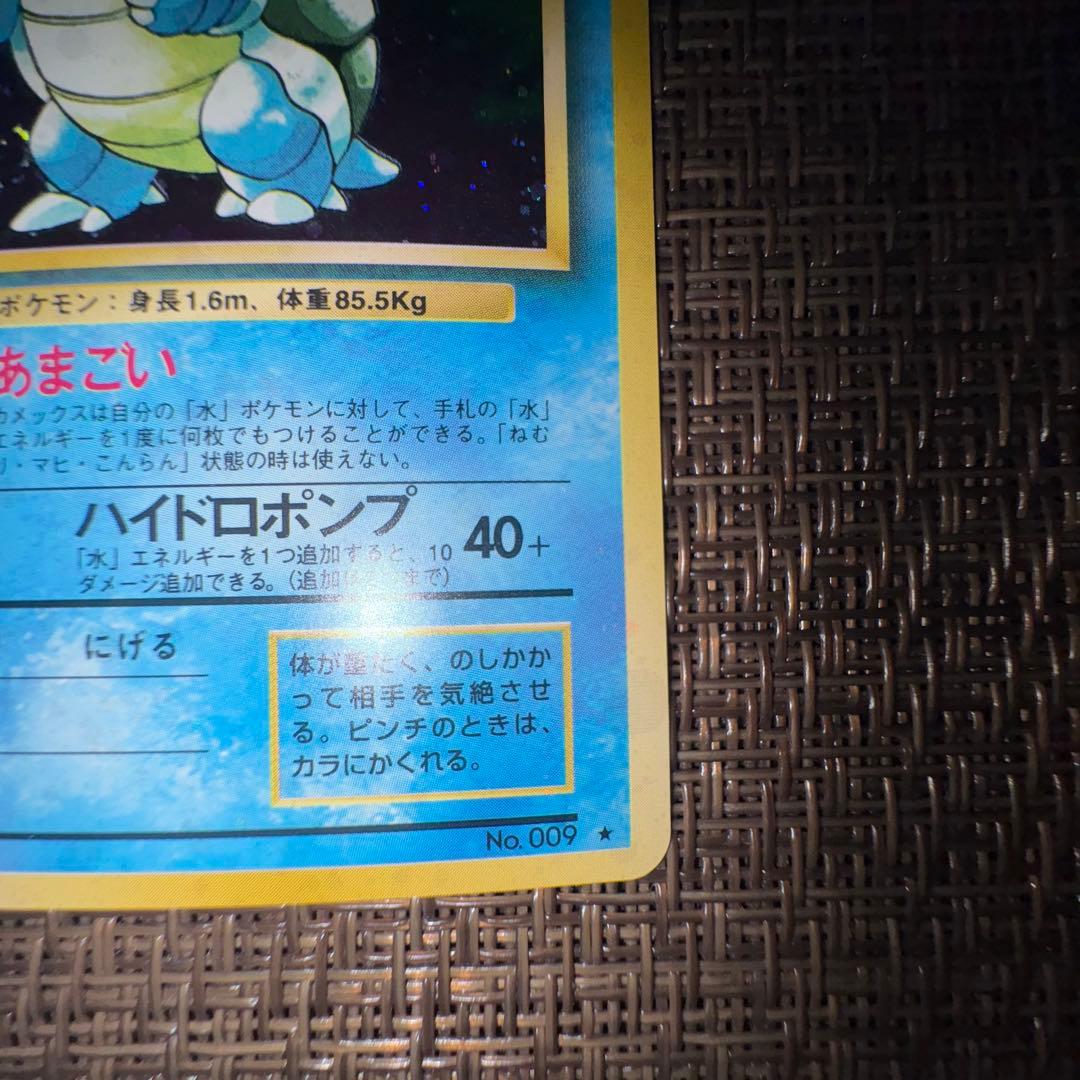 ポケモン：身長1.6m、体重85.5Kg
あまごい
カメックスは自分の「水」ポケモンに対して、手札の「水」
エネルギーを1度に何枚でもつけることができる。「ねむ
り・マヒ・こんらん」状態の時は使えない。
ハイドロポンプ 40+
「水」エネルギーを1つ追加すると、10
ダメージ追加できる。（追加は まで）
にげる
体が重たく、のしかか
って相手を気絶させ
る。ピンチのときは、
カラにかくれる。
No. 009 ★